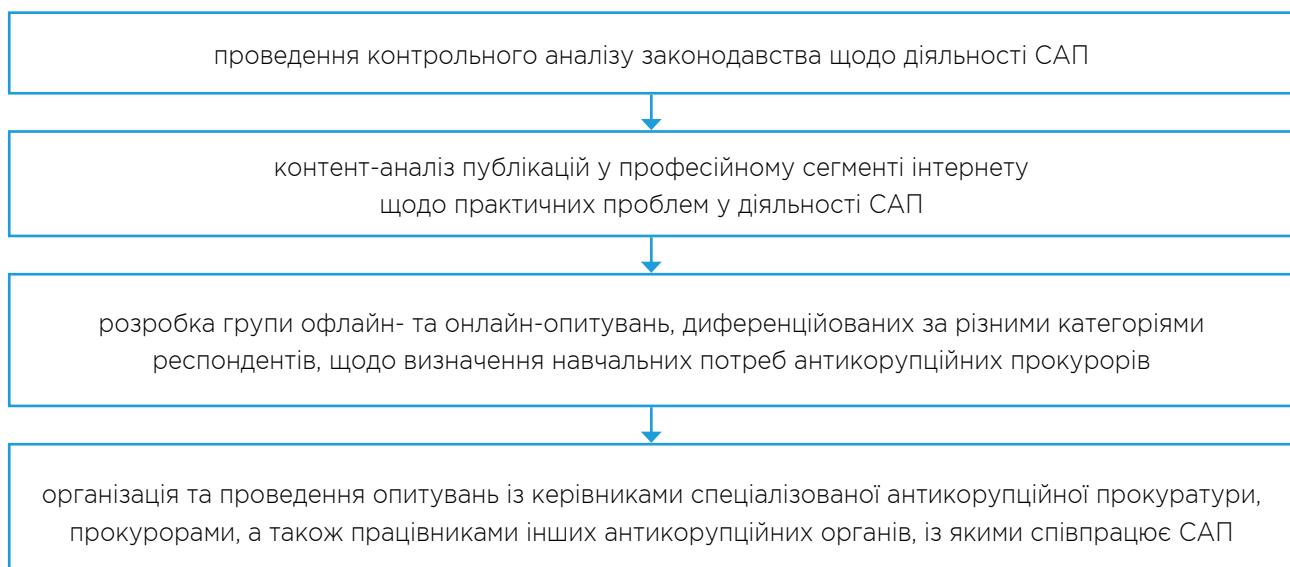 проведення контрольного аналізу законодавства щодо діяльності САП
контент-аналіз публікацій у професійному сегменті інтернету
щодо практичних проблем у діяльності САП
розробка групи офлайн- та онлайн-опитувань, диференційованих за різними категоріями
респондентів, щодо визначення навчальних потреб антикорупційних прокурорів
організація та проведення опитувань із керівниками спеціалізованої антикорупційної прокуратури,
прокурорами, а також працівниками інших антикорупційних органів, із якими співпрацює САП